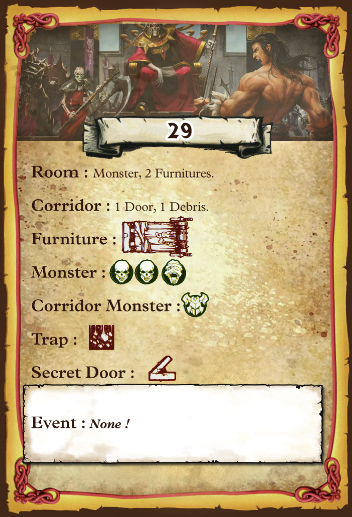 29
Room : Monster, 2 Furnitures.
Corridor : 1 Door, 1 Debris.
Furniture :
Monster :
Corridor Monster :
Trap :
Secret Door :
Event : None !